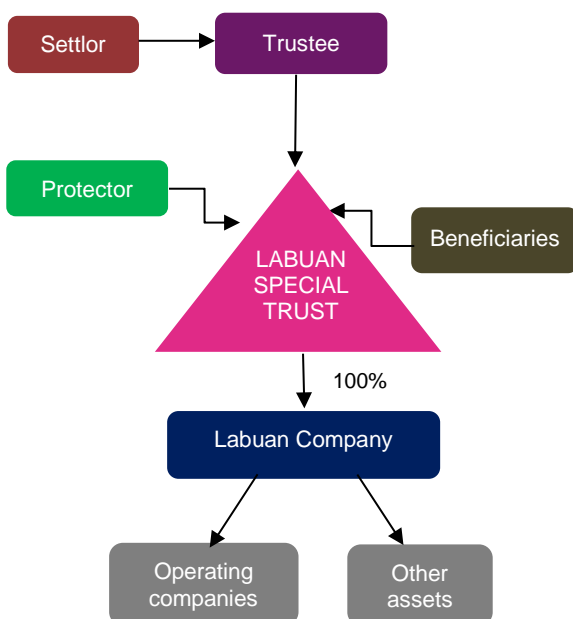 Settlor
Trustee
Protector
Beneficiaries
LABUAN
SPECIAL
TRUST
100%
Labuan Company
Operating
companies
Other
assets